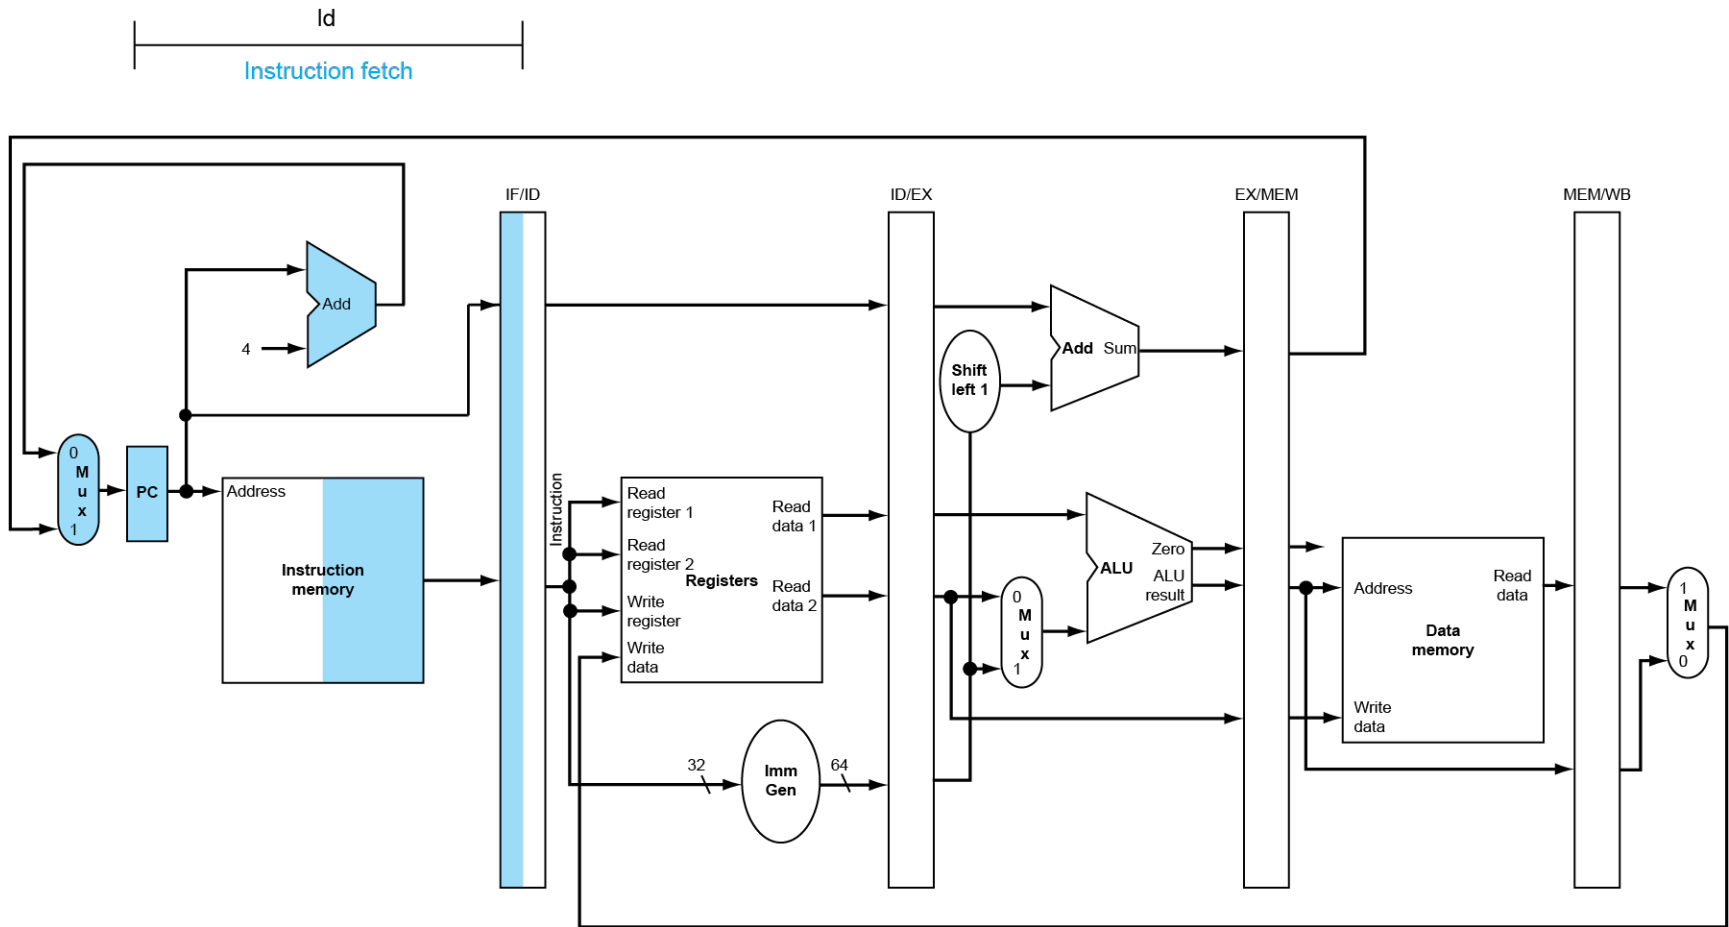 ld
Instruction fetch
IF/ID
ID/EX
EX/MEM
MEM/WB
Add
4
Shift
left 1
Add Sum
0
M
u
x
1
PC
Address
Instruction
memory
Instruction
Read
register 1
Read
register 2
Write
register
Write
data
Registers
Read
data 1
Read
data 2
0
M
u
x
1
Zero
ALU
ALU
result
Address
Read
data
Data
memory
Write
data
1
M
u
x
0
32
Imm
Gen
64